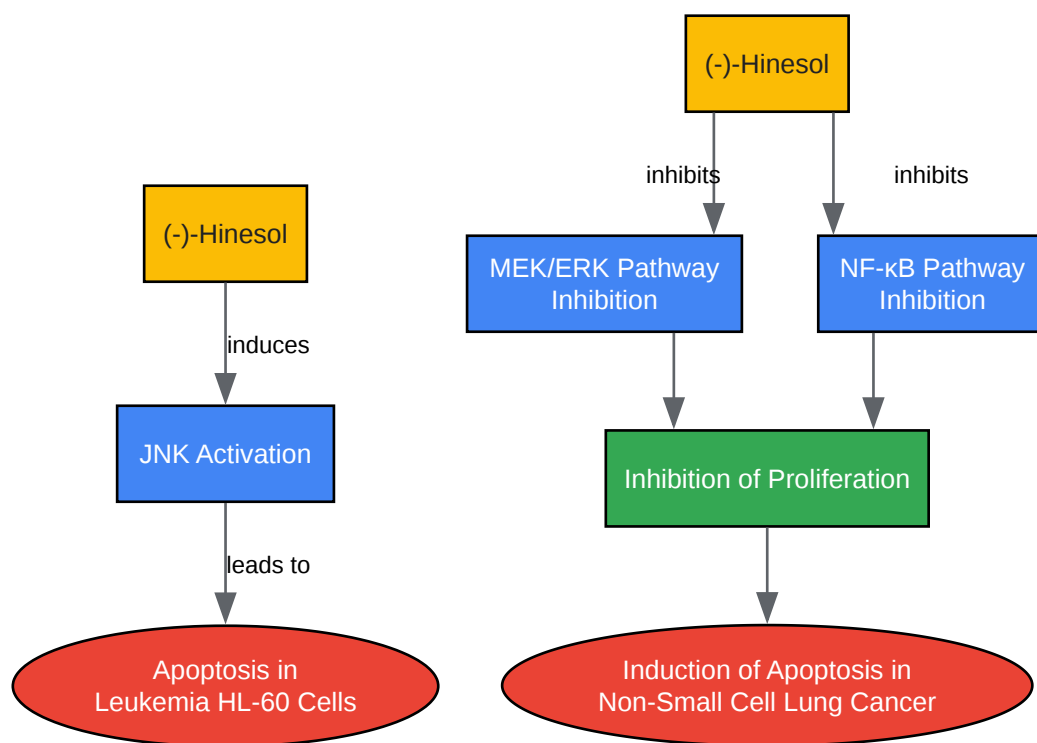 (-)-Hinesol
induces
JNK Activation
leads to
Apoptosis in
Leukemia HL-60 Cells
(-)-Hinesol
inhibits
inhibits
MEK/ERK Pathway
Inhibition
NF-κB Pathway
Inhibition
Inhibition of Proliferation
Induction of Apoptosis in
Non-Small Cell Lung Cancer